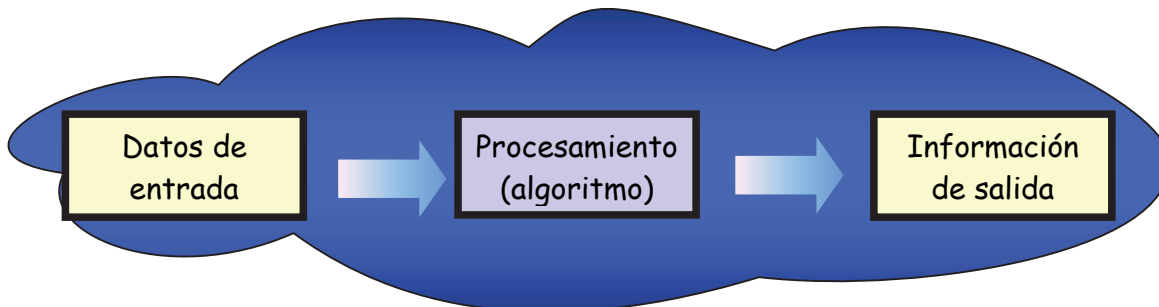 Datos de
entrada
Procesamiento
(algoritmo)
Información
de salida